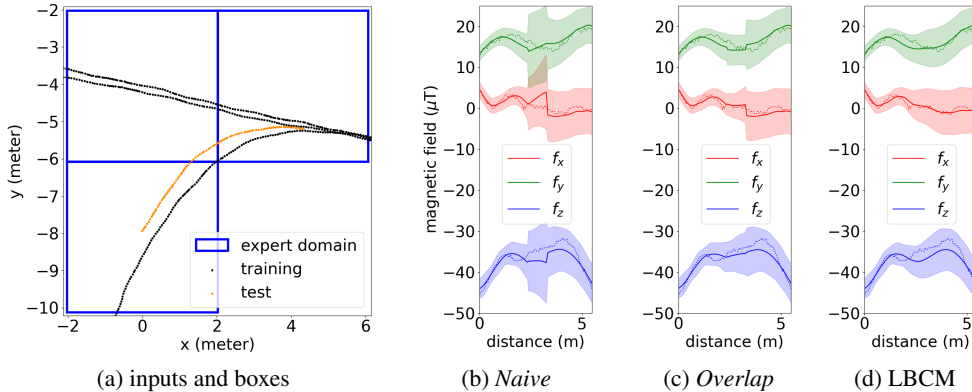 −2
−3
−4
−5
−6
−7
−8
−9
−10
y (meter)
−2 0 2 4 6
x (meter)
expert domain
training
test
(a) inputs and boxes
magnetic field (μT)
20
10
0
−10
−20
−30
−40
−50
f_x
f_y
f_z
0 5
distance (m)
(b) Naive
20
10
0
−10
−20
−30
−40
−50
f_x
f_y
f_z
0 5
distance (m)
(c) Overlap
20
10
0
−10
−20
−30
−40
−50
f_x
f_y
f_z
0 5
distance (m)
(d) LBCM